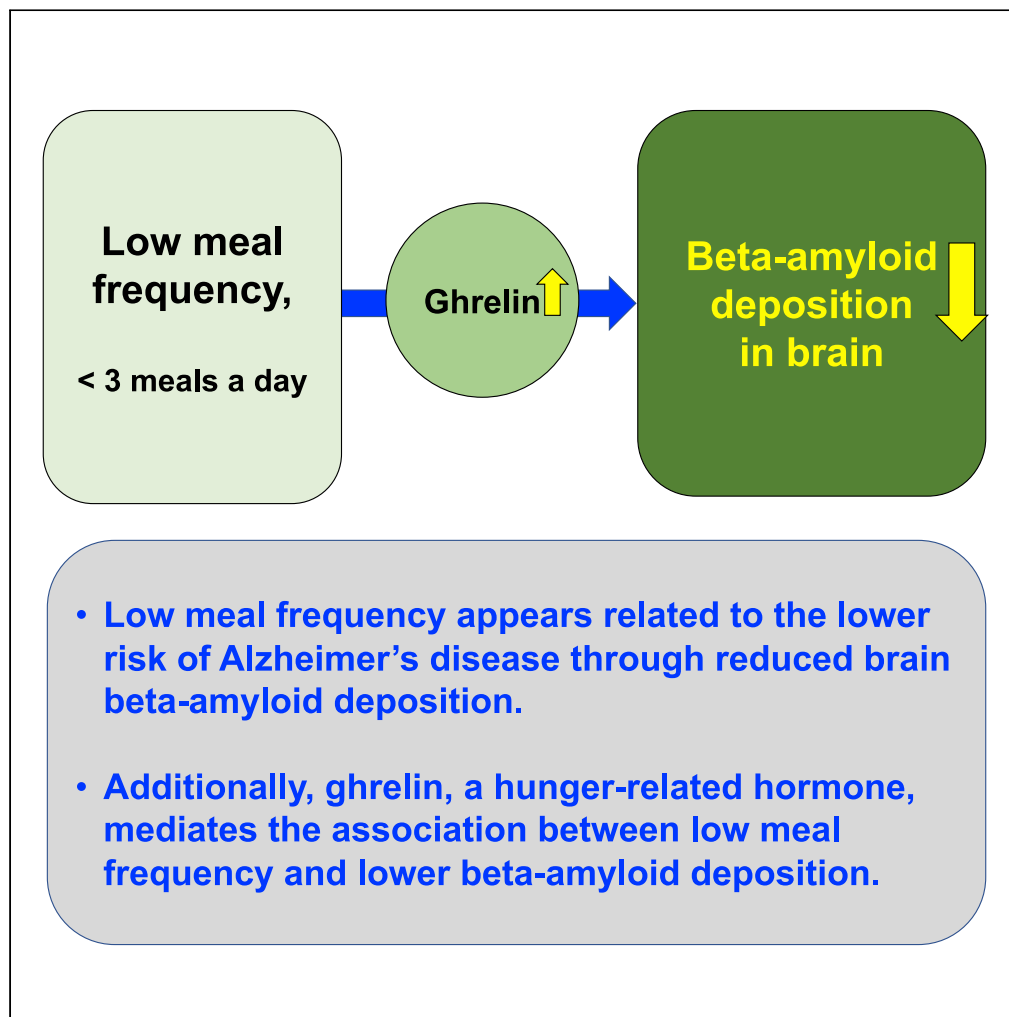 Low meal
frequency,
< 3 meals a day
Ghrelin
Beta-amyloid
deposition
in brain
• Low meal frequency appears related to the lower
risk of Alzheimer’s disease through reduced brain
beta-amyloid deposition.
• Additionally, ghrelin, a hunger-related hormone,
mediates the association between low meal
frequency and lower beta-amyloid deposition.